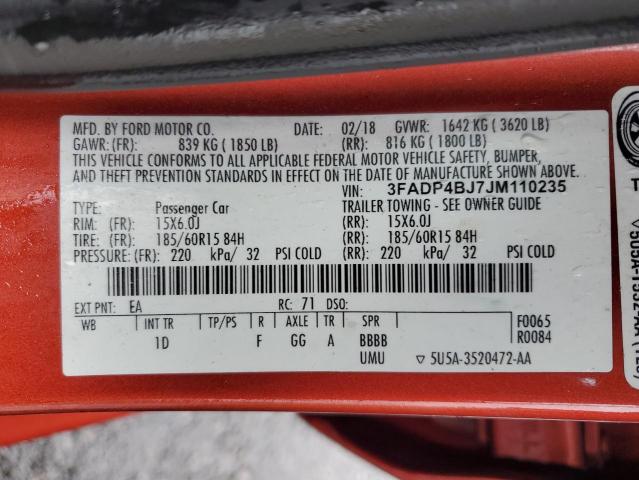 MFD. BY FORD MOTOR CO. DATE: 02/18 GVWR: 1642 KG ( 3620 LB)
GAWR: (FR): 839 KG ( 1850 LB) (RR): 816 KG ( 1800 LB)
THIS VEHICLE CONFORMS TO ALL APPLICABLE FEDERAL MOTOR VEHICLE SAFETY, BUMPER,
AND THEFT PREVENTION STANDARDS IN EFFECT ON THE DATE OF MANUFACTURE SHOWN ABOVE.
VIN: 3FADP4BJ7JM110235
TYPE: Passenger Car TRAILER TOWING - SEE OWNER GUIDE
RIM: (FR): 15X6.0J (RR): 15X6.0J
TIRE: (FR): 185/60R15 84H (RR): 185/60R15 84H
PRESSURE: (FR): 220 kPa/ 32 PSI COLD (RR): 220 kPa/ 32 PSI COLD
EXT PNT: EA RC: 71 DSO:
WB INT TR TP/PS R AXLE TR SPR F0065
1D F GG A BBBB R0084
UMU ▽ 5U5A-3520472-AA